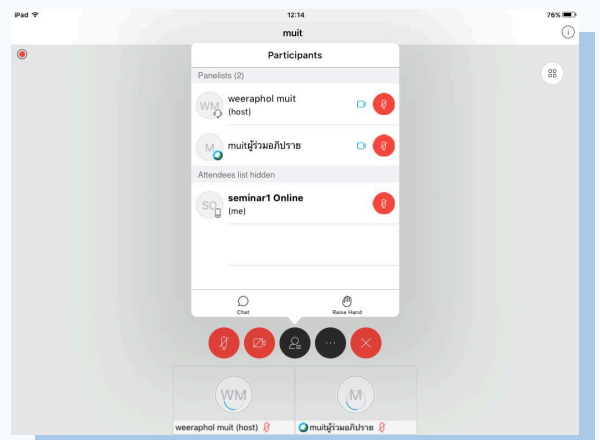 iPad 12:14 76%
muit
Participants
Panelists (2)
WM weeraphol muit
(host)
M muitผู้ร่วมอภิปราย
Attendees list hidden
SO seminar1 Online
(me)
Chat Raise Hand
WM M
weeraphol muit (host) muitผู้ร่วมอภิปราย